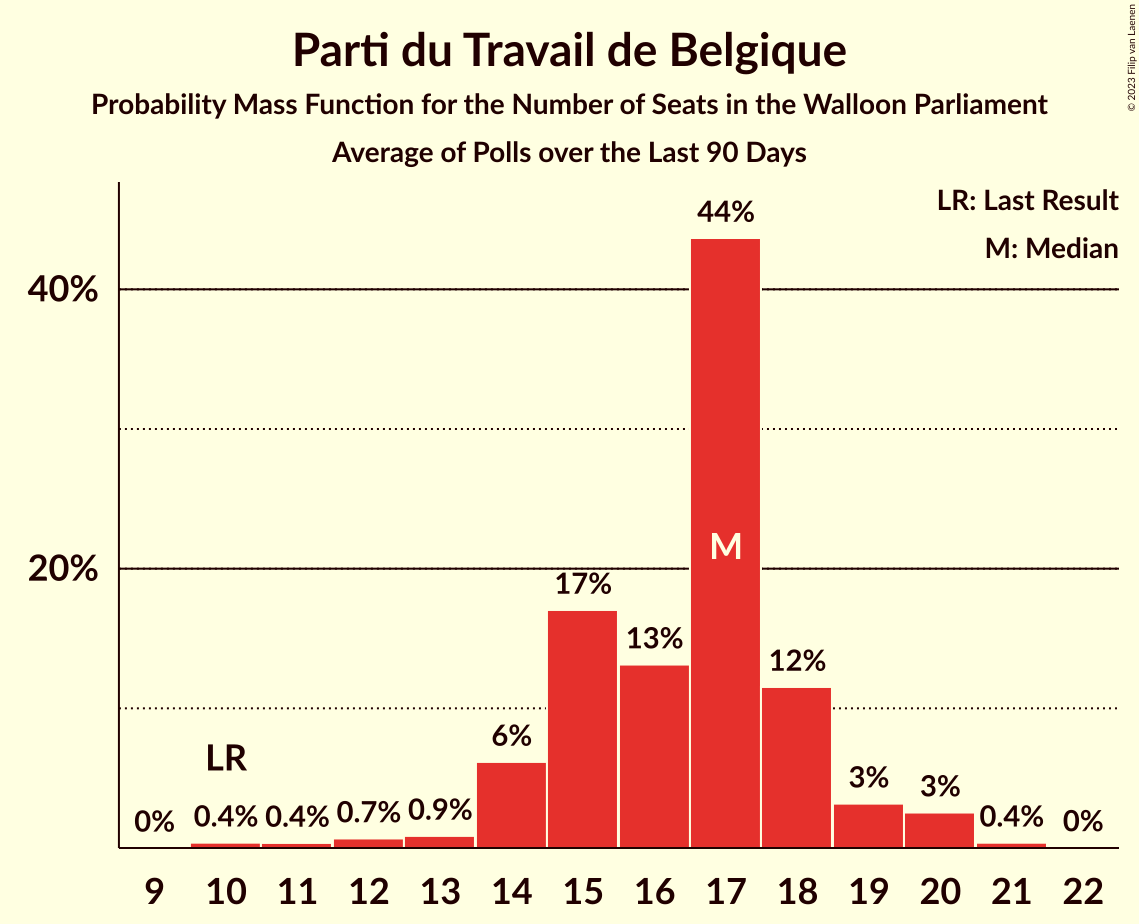 Parti du Travail de Belgique
Probability Mass Function for the Number of Seats in the Walloon Parliament
Average of Polls over the Last 90 Days
© 2023 Filip van Laenen
LR: Last Result
M: Median
40%
20%
0%
0.4%
0.4%
0.7%
0.9%
6%
17%
13%
44%
12%
3%
3%
0.4%
0%
LR
M
9 10 11 12 13 14 15 16 17 18 19 20 21 22